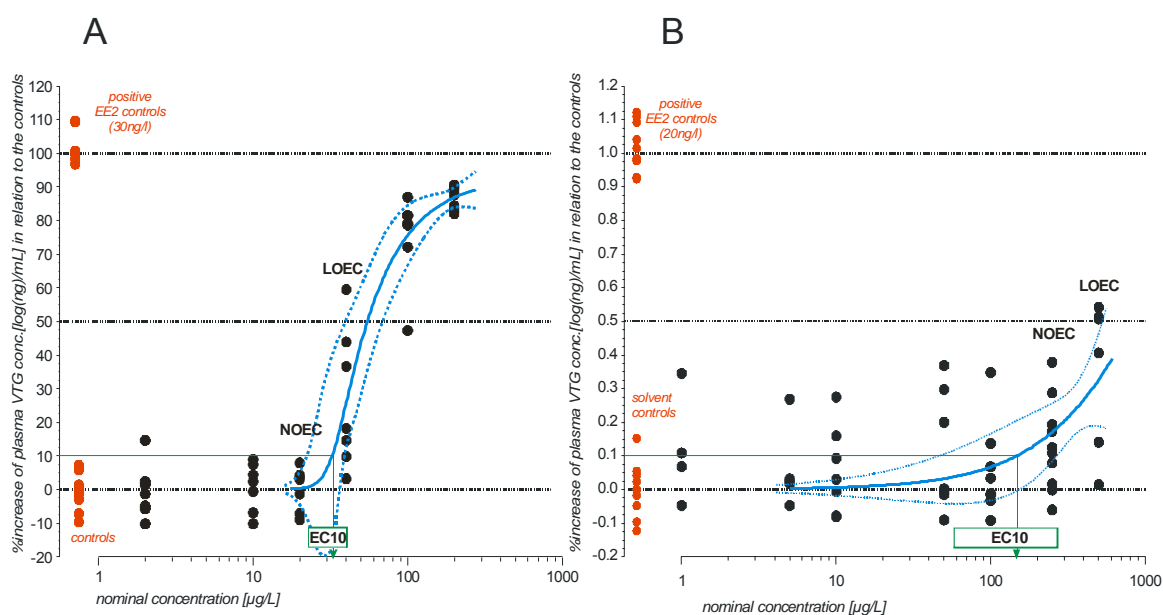 A
%increase of plasma VTG conc.[log(ng)/mL] in relation to the controls
120
110
100
90
80
70
60
50
40
30
20
10
0
-10
-20
positive
EE2 controls
(30ng/l)
LOEC
NOEC
controls
EC10
1
10
100
1000
nominal concentration [µg/L]
B
%increase of plasma VTG conc.[log(ng)/mL] in relation to the controls
1.2
1.1
1.0
0.9
0.8
0.7
0.6
0.5
0.4
0.3
0.2
0.1
0.0
-0.1
-0.2
positive
EE2 controls
(20ng/l)
LOEC
NOEC
solvent
controls
EC10
1
10
100
1000
nominal concentration [µg/L]